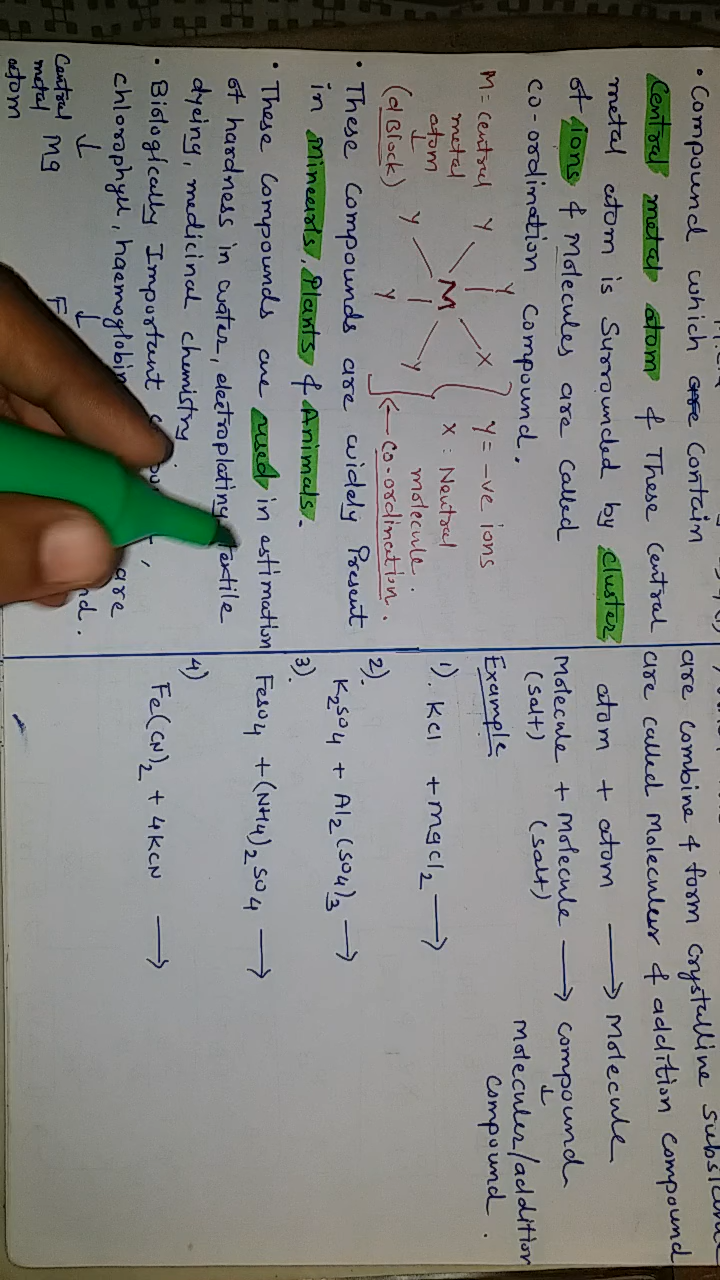 • Compound which are Contain
Central metal atom & These Central
metal atom is Surrounded by Cluster
of ions & Molecules are called
co-ordination Compound.
M = Central
metal
atom
↓
(d Block)
Y
Y
M
X
Y
Y
Y
Y = -ve ions
X : Neutral
molecule.
← co-ordination.
• These Compounds are widely Present
in Minerals, Plants & Animals.
• These Compounds are used in estimation
of hardness in water, electroplating, textile
dyeing, medicinal chemistry
• Biologically Important
chlorophyll, haemoglobin are
↓
Mg
↓
Central
metal
atom
are combine & form crystalline
are called Moleculer & addition Compound
atom + atom ⟶ Molecule
Molecule + Molecule ⟶ Compound
(salt) (salt) ↓
moleculer/addition
Compound.
Example
1). KCl + MgCl₂ ⟶
2). K₂SO₄ + Al₂(SO₄)₃ ⟶
3). FeSO₄ + (NH4)₂SO₄ ⟶
4) Fe(CN)₂ + 4KCN ⟶